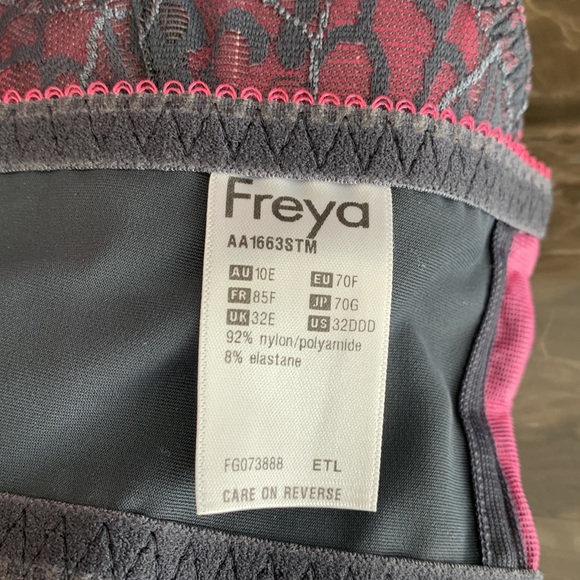 Freya
AA1663STM
AU 10E EU 70F
FR 85F JP 70G
UK 32E US 32DDD
92% nylon/polyamide
8% elastane
FG073888 ETL
CARE ON REVERSE